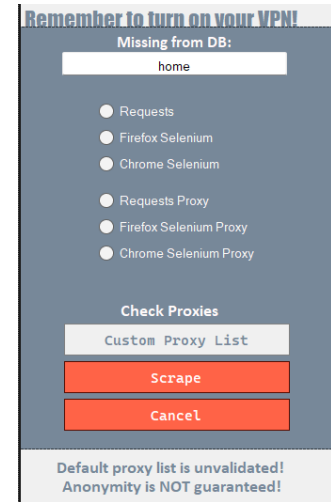 Remember to turn on your VPN!
Missing from DB:
home
Requests
Firefox Selenium
Chrome Selenium
Requests Proxy
Firefox Selenium Proxy
Chrome Selenium Proxy
Check Proxies
Custom Proxy List
Scrape
Cancel
Default proxy list is unvalidated!
Anonymity is NOT guaranteed!